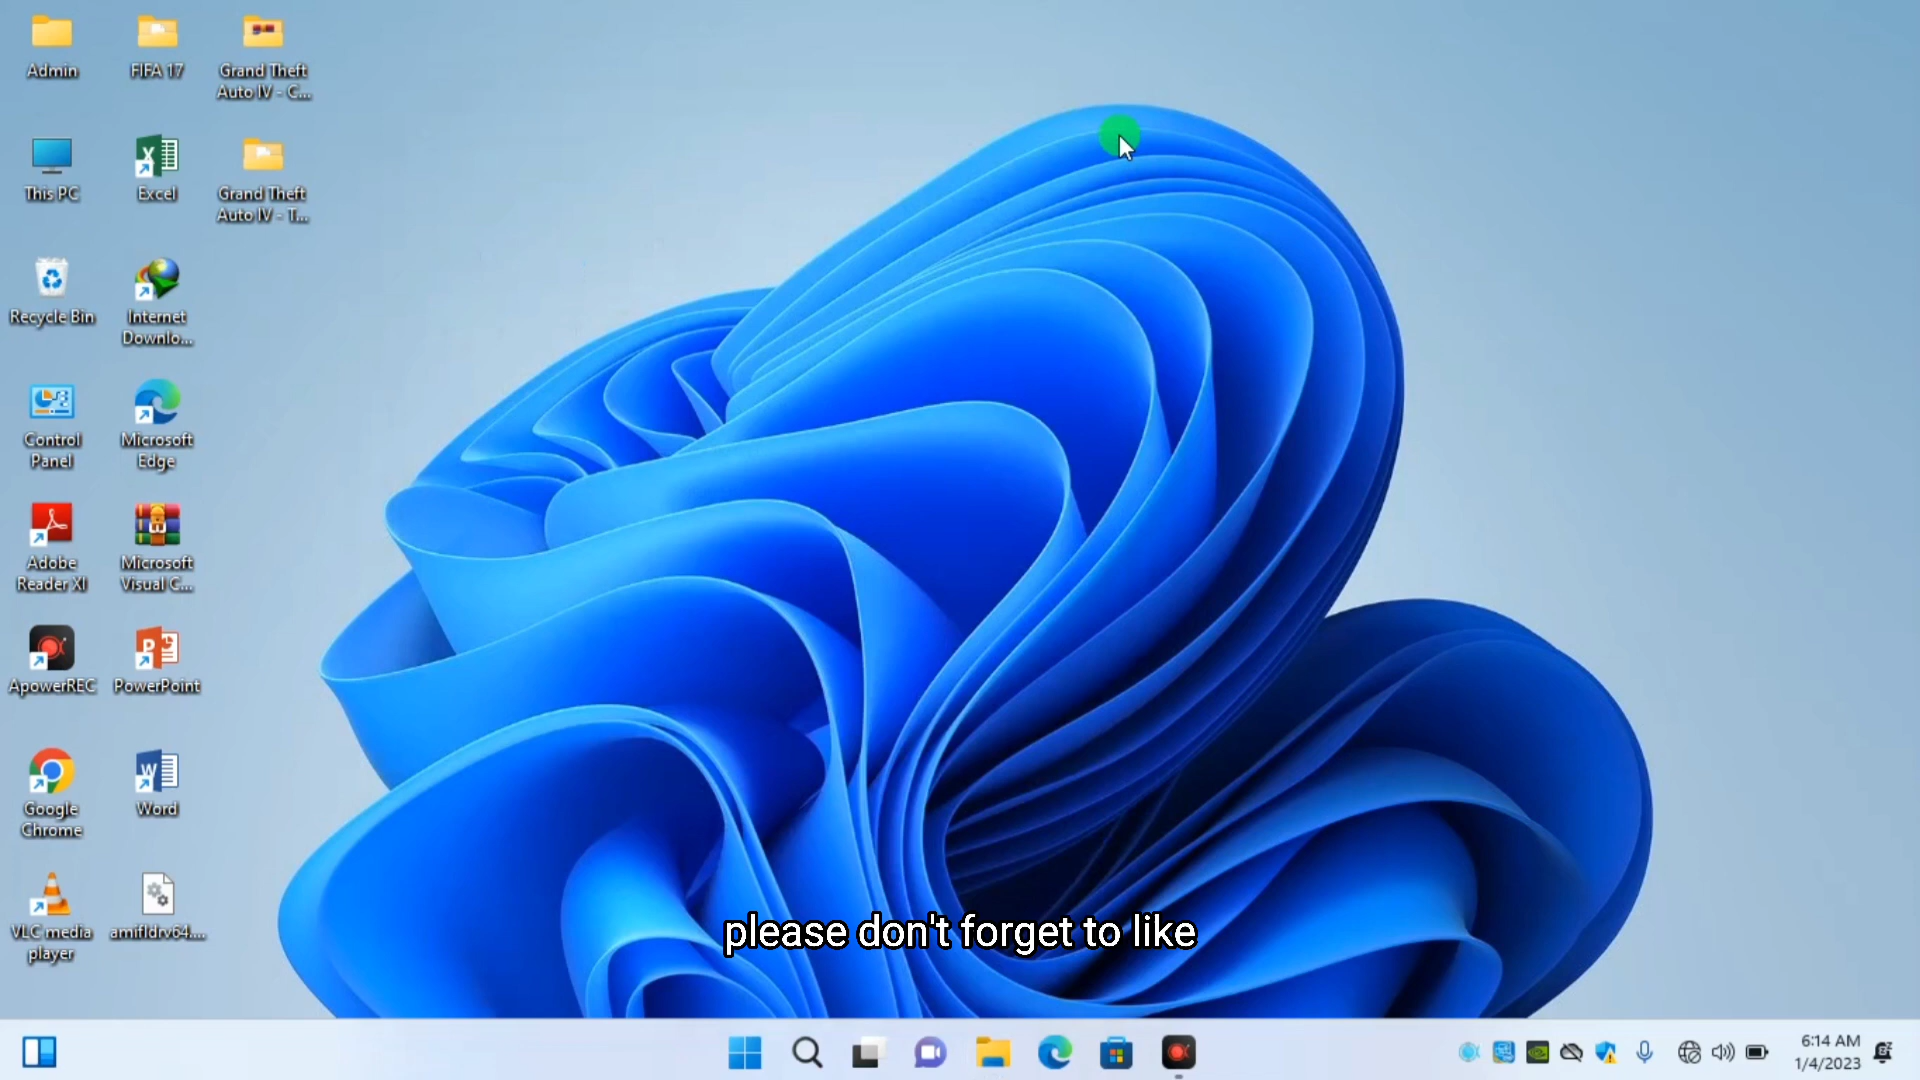 Admin
FIFA 17
Grand Theft
Auto IV - C...
This PC
Excel
Grand Theft
Auto IV - T...
Recycle Bin
Internet
Downlo...
Control
Panel
Microsoft
Edge
Adobe
Reader XI
Microsoft
Visual C...
ApowerREC
PowerPoint
Google
Chrome
Word
VLC media
player
amifldrv64....
please don't forget to like
6:14 AM
1/4/2023